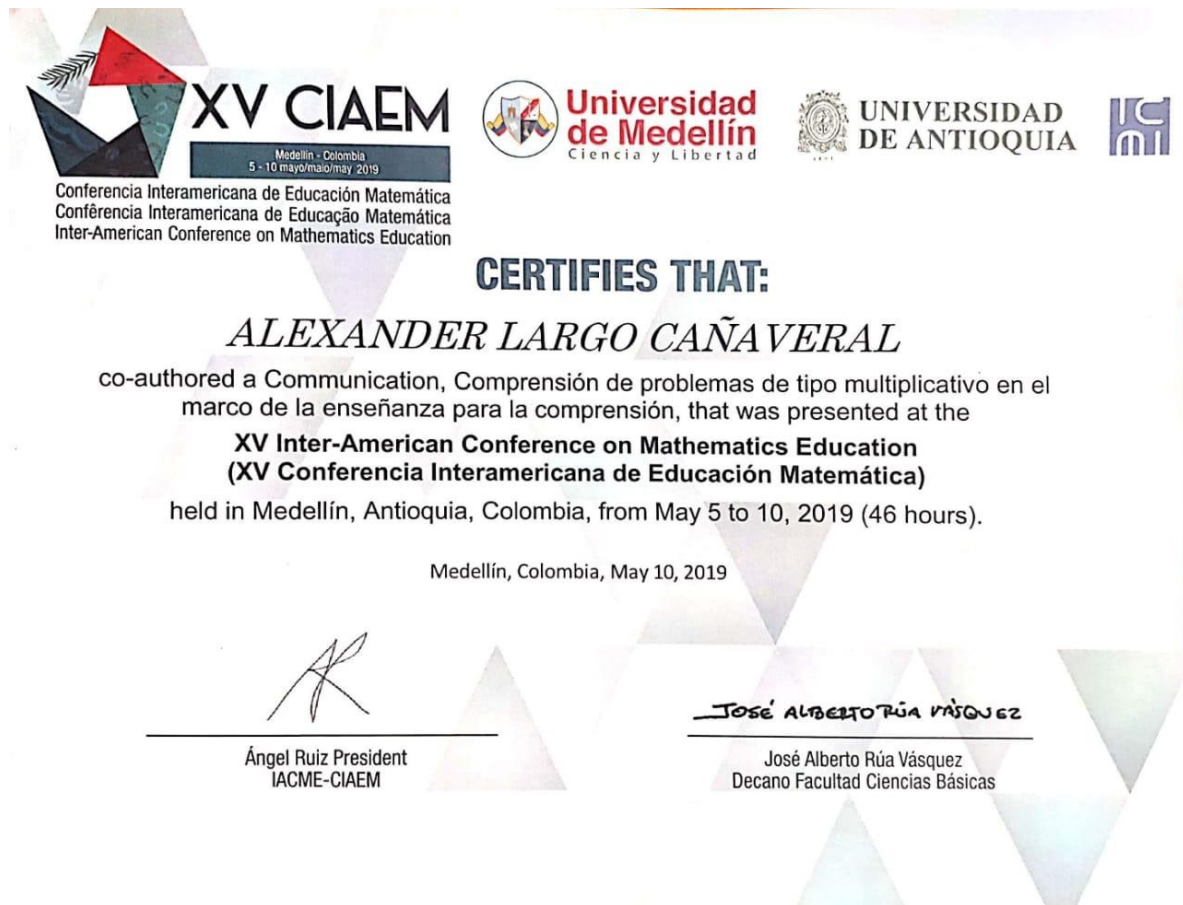 XV CIAEM
Medellín - Colombia
5 - 10 mayo/maio/may 2019
Conferencia Interamericana de Educación Matemática
Confêrencia Interamericana de Educação Matemática
Inter-American Conference on Mathematics Education
Universidad
de Medellín
Ciencia y Libertad
UNIVERSIDAD
DE ANTIOQUIA
ICMI
CERTIFIES THAT:
ALEXANDER LARGO CAÑAVERAL
co-authored a Communication, Comprensión de problemas de tipo multiplicativo en el
marco de la enseñanza para la comprensión, that was presented at the
XV Inter-American Conference on Mathematics Education
(XV Conferencia Interamericana de Educación Matemática)
held in Medellín, Antioquia, Colombia, from May 5 to 10, 2019 (46 hours).
Medellín, Colombia, May 10, 2019
JOSÉ ALBERTO RÚA VÁSQUEZ
Ángel Ruiz President
IACME-CIAEM
José Alberto Rúa Vásquez
Decano Facultad Ciencias Básicas